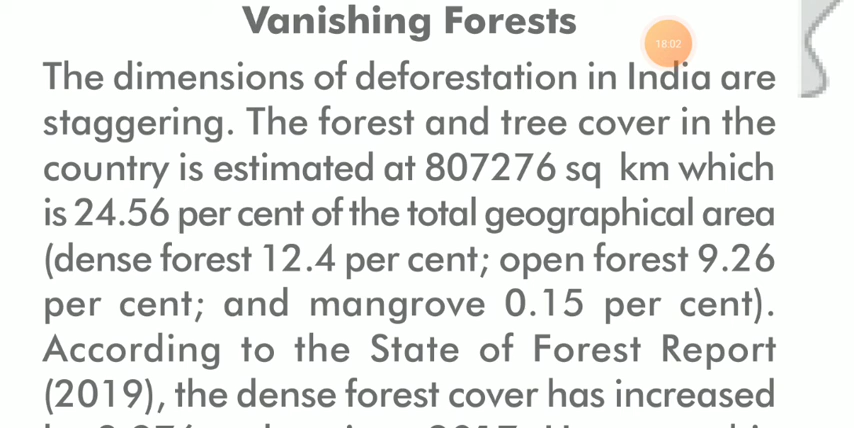 Vanishing Forests
18:02
The dimensions of deforestation in India are
staggering. The forest and tree cover in the
country is estimated at 807276 sq km which
is 24.56 per cent of the total geographical area
(dense forest 12.4 per cent; open forest 9.26
per cent; and mangrove 0.15 per cent).
According to the State of Forest Report
(2019), the dense forest cover has increased